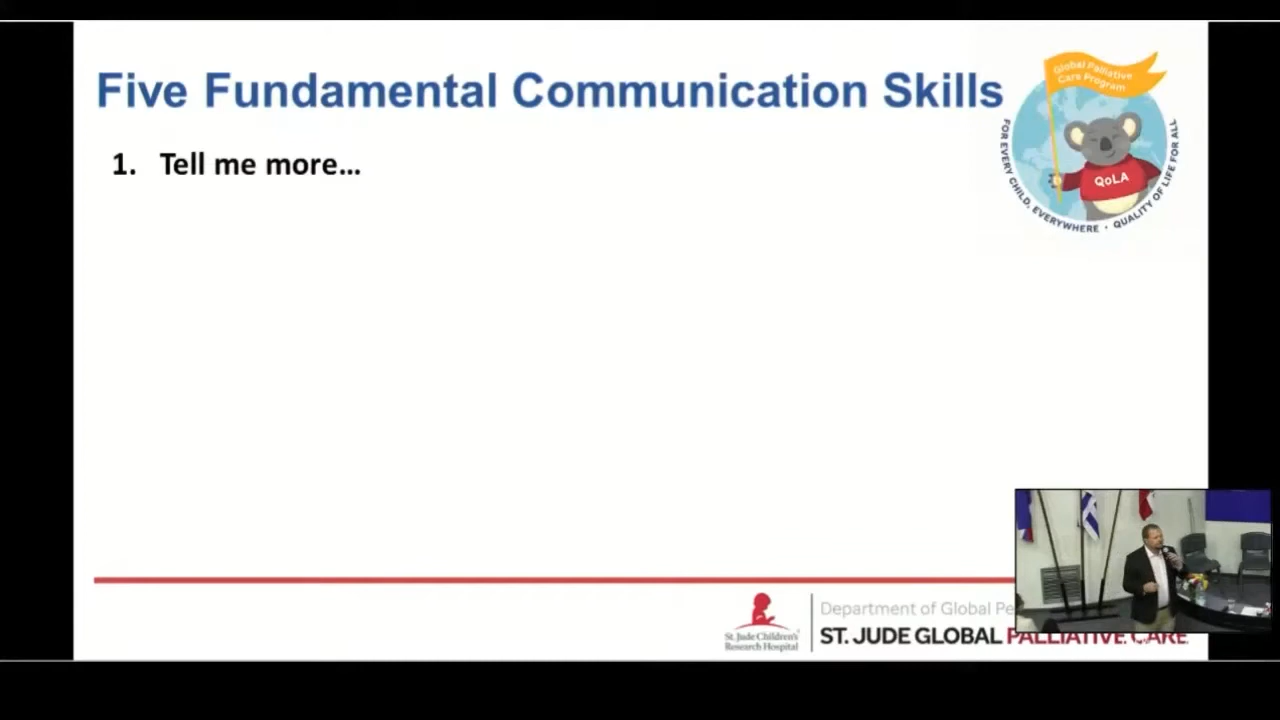 Five Fundamental Communication Skills
Global Palliative
Care Program
QoLA
FOR EVERY CHILD, EVERYWHERE • QUALITY OF LIFE FOR ALL
1. Tell me more...
St. Jude Children's
Research Hospital
Department of Global
ST. JUDE GLOBAL PALLIATIVE CARE